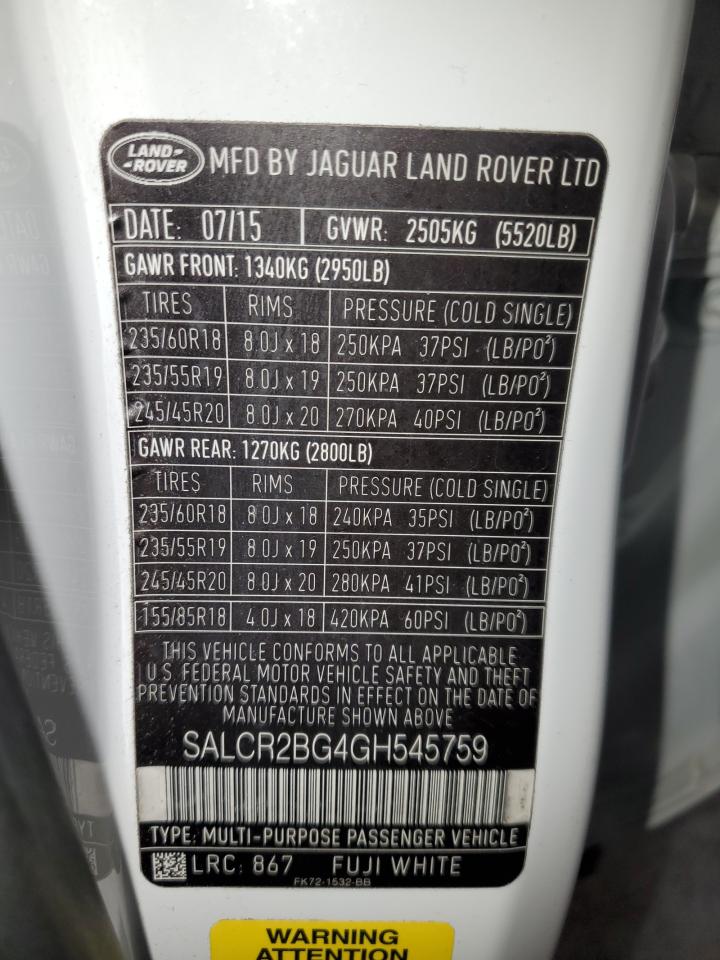 LAND-
-ROVER
MFD BY JAGUAR LAND ROVER LTD
DATE: 07/15 GVWR: 2505KG (5520LB)
GAWR FRONT: 1340KG (2950LB)
TIRES RIMS PRESSURE (COLD SINGLE)
235/60R18 8.0J x 18 250KPA 37PSI (LB/PO²)
235/55R19 8.0J x 19 250KPA 37PSI (LB/PO²)
245/45R20 8.0J x 20 270KPA 40PSI (LB/PO²)
GAWR REAR: 1270KG (2800LB)
TIRES RIMS PRESSURE (COLD SINGLE)
235/60R18 8.0J x 18 240KPA 35PSI (LB/PO²)
235/55R19 8.0J x 19 250KPA 37PSI (LB/PO²)
245/45R20 8.0J x 20 280KPA 41PSI (LB/PO²)
155/85R18 4.0J x 18 420KPA 60PSI (LB/PO²)
THIS VEHICLE CONFORMS TO ALL APPLICABLE
U.S. FEDERAL MOTOR VEHICLE SAFETY AND THEFT
PREVENTION STANDARDS IN EFFECT ON THE DATE OF
MANUFACTURE SHOWN ABOVE
SALCR2BG4GH545759
TYPE: MULTI-PURPOSE PASSENGER VEHICLE
LRC: 867 FUJI WHITE
FK72-1532-BB
WARNING
ATTENTION